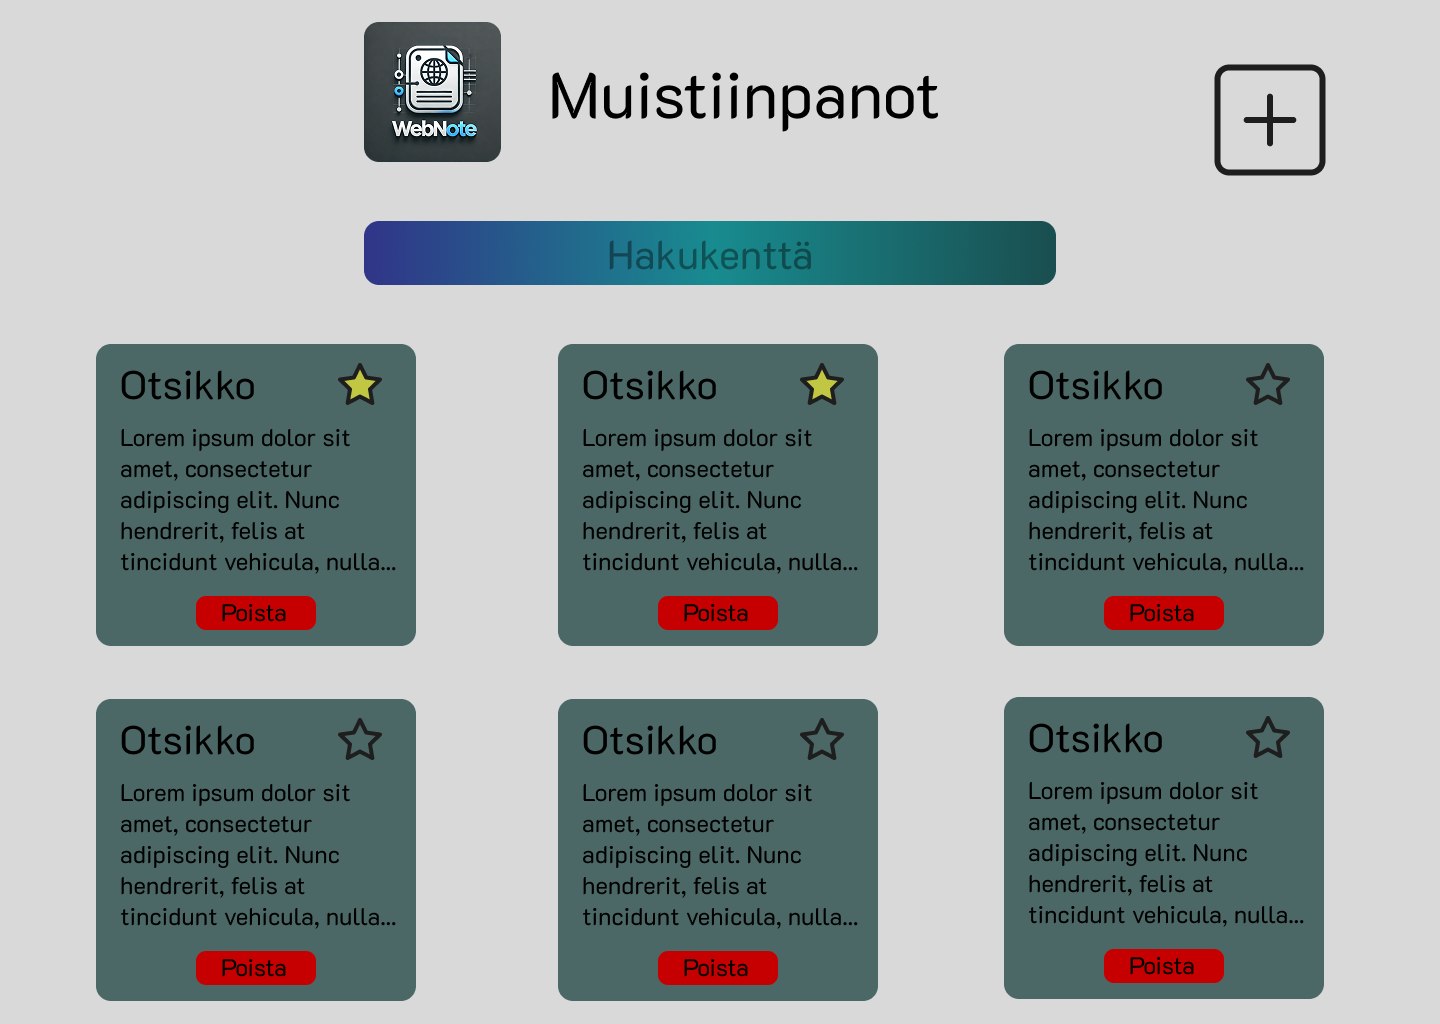 WebNote
Muistiinpanot
Hakukenttä
Otsikko
Lorem ipsum dolor sit
amet, consectetur
adipiscing elit. Nunc
hendrerit, felis at
tincidunt vehicula, nulla...
Poista
Otsikko
Lorem ipsum dolor sit
amet, consectetur
adipiscing elit. Nunc
hendrerit, felis at
tincidunt vehicula, nulla...
Poista
Otsikko
Lorem ipsum dolor sit
amet, consectetur
adipiscing elit. Nunc
hendrerit, felis at
tincidunt vehicula, nulla...
Poista
Otsikko
Lorem ipsum dolor sit
amet, consectetur
adipiscing elit. Nunc
hendrerit, felis at
tincidunt vehicula, nulla...
Poista
Otsikko
Lorem ipsum dolor sit
amet, consectetur
adipiscing elit. Nunc
hendrerit, felis at
tincidunt vehicula, nulla...
Poista
Otsikko
Lorem ipsum dolor sit
amet, consectetur
adipiscing elit. Nunc
hendrerit, felis at
tincidunt vehicula, nulla...
Poista